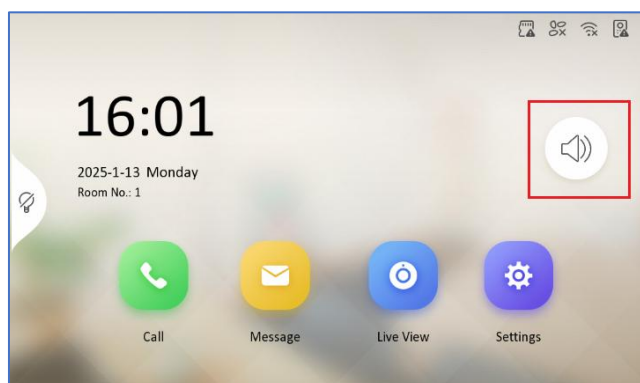 16:01
2025-1-13 Monday
Room No.: 1
Call
Message
Live View
Settings